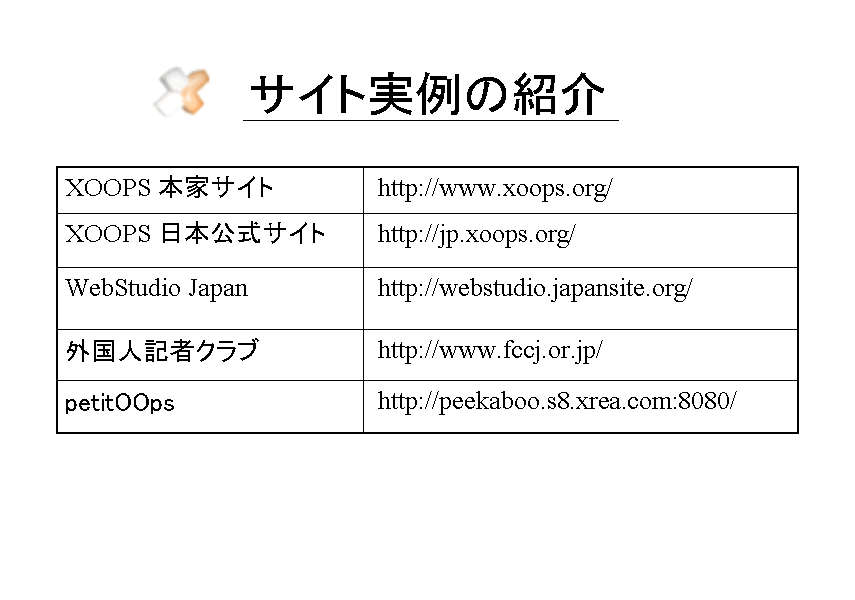 サイト実例の紹介
XOOPS 本家サイト http://www.xoops.org/
XOOPS 日本公式サイト http://jp.xoops.org/
WebStudio Japan http://webstudio.japansite.org/
外国人記者クラブ http://www.fccj.or.jp/
petitOOps http://peekaboo.s8.xrea.com:8080/